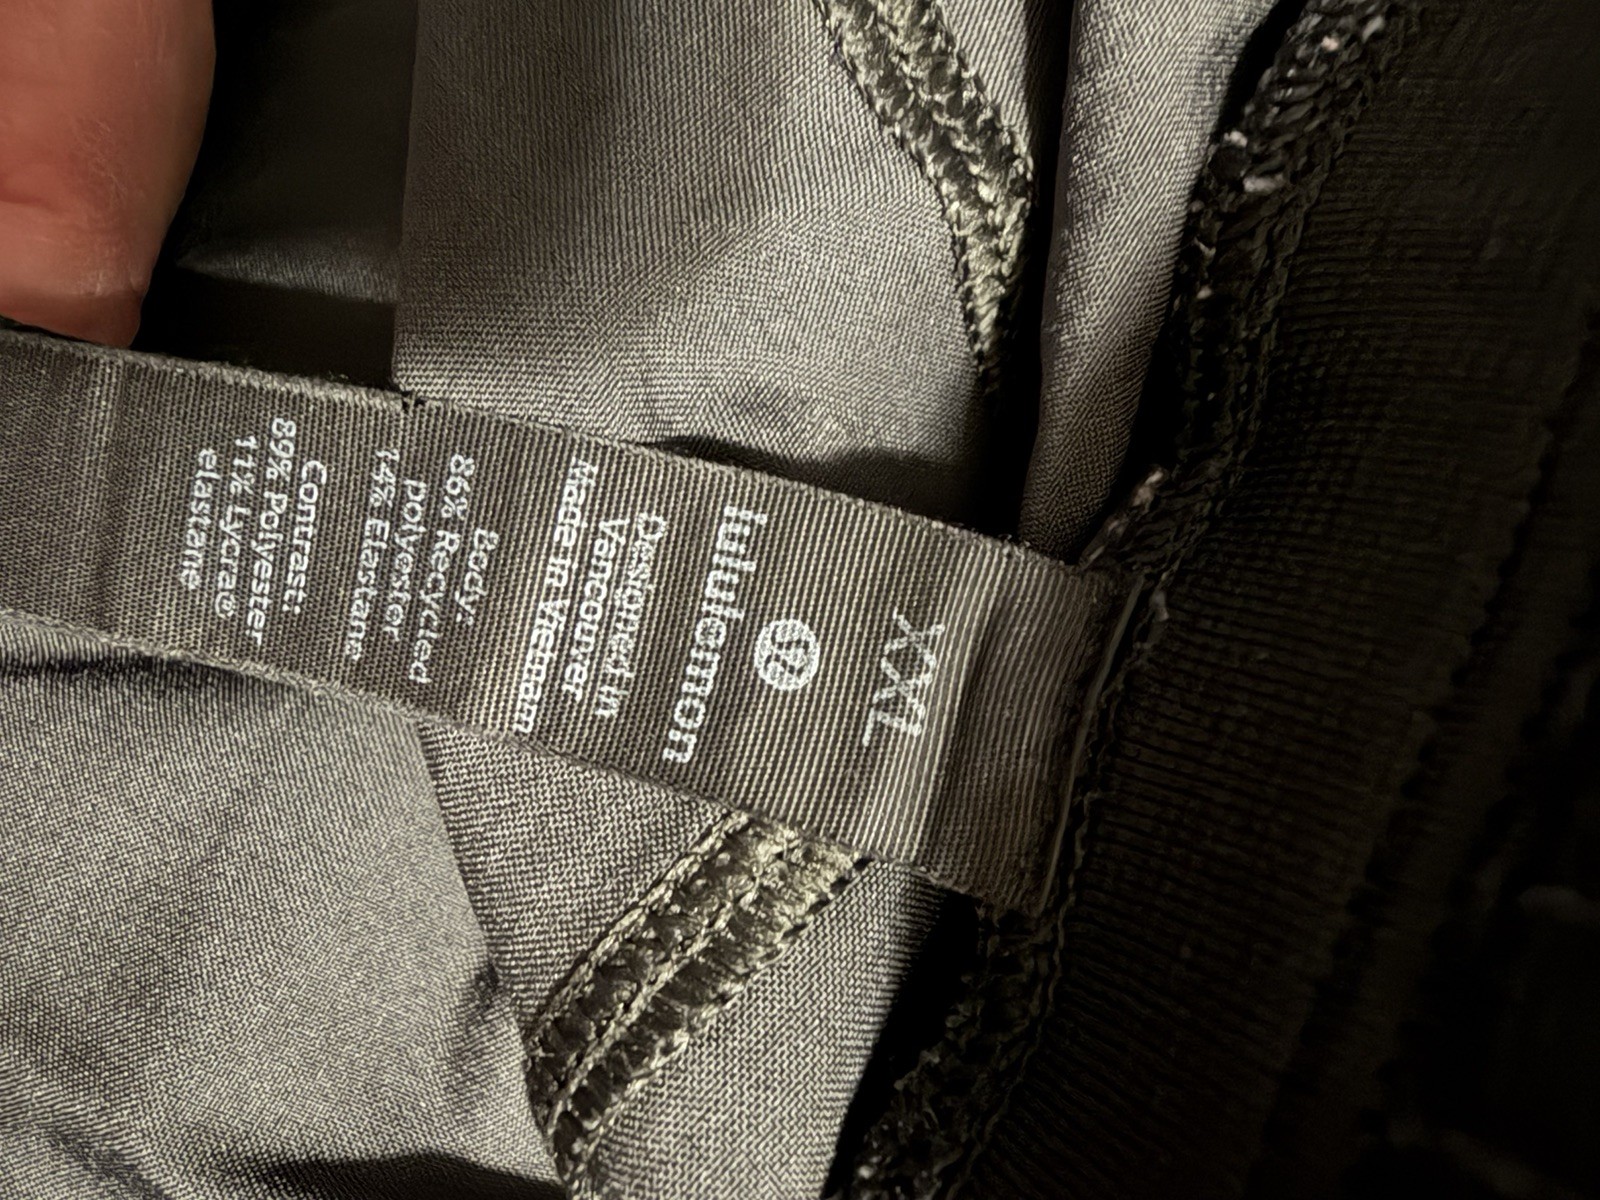 XXL
lululemon
Designed in
Vancouver
Made in Vietnam
Body:
86% Recycled
Polyester
14% Elastane
Contrast:
89% Polyester
11% Lycra®
elastane